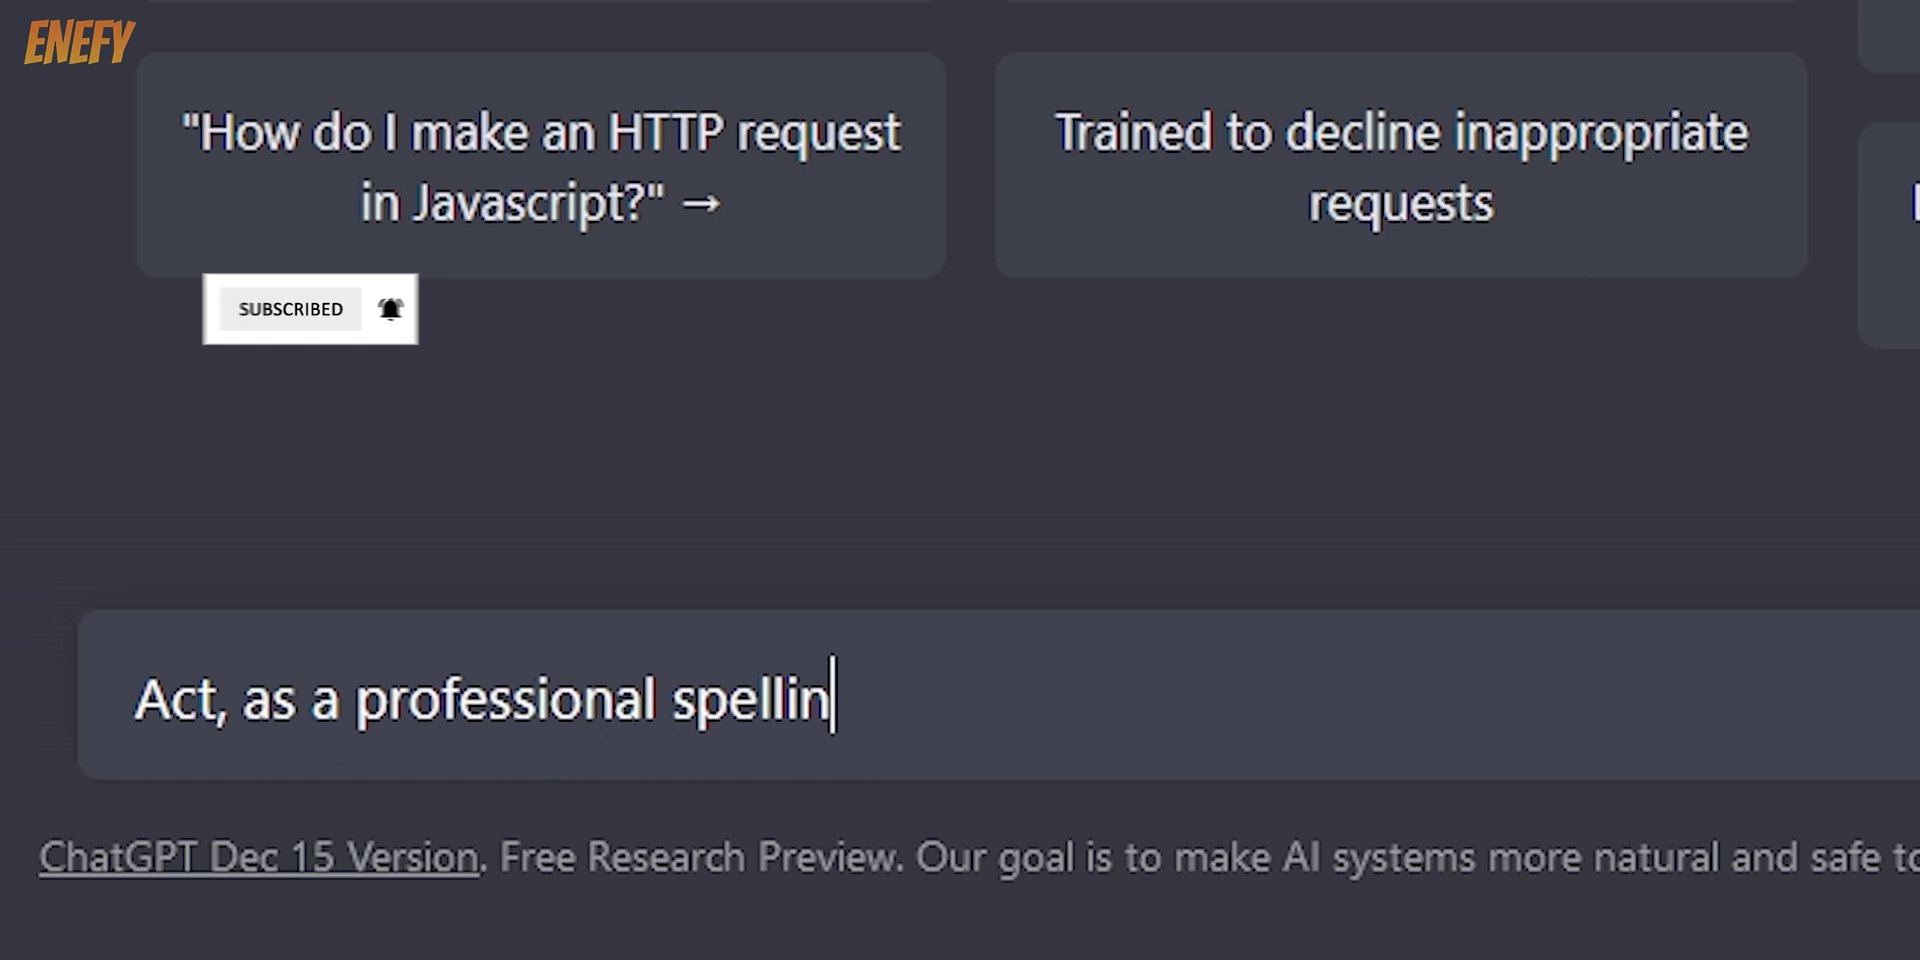 ENEFY
"How do I make an HTTP request
in Javascript?" →
Trained to decline inappropriate
requests
SUBSCRIBED
Act, as a professional spellin
ChatGPT Dec 15 Version. Free Research Preview. Our goal is to make AI systems more natural and safe to